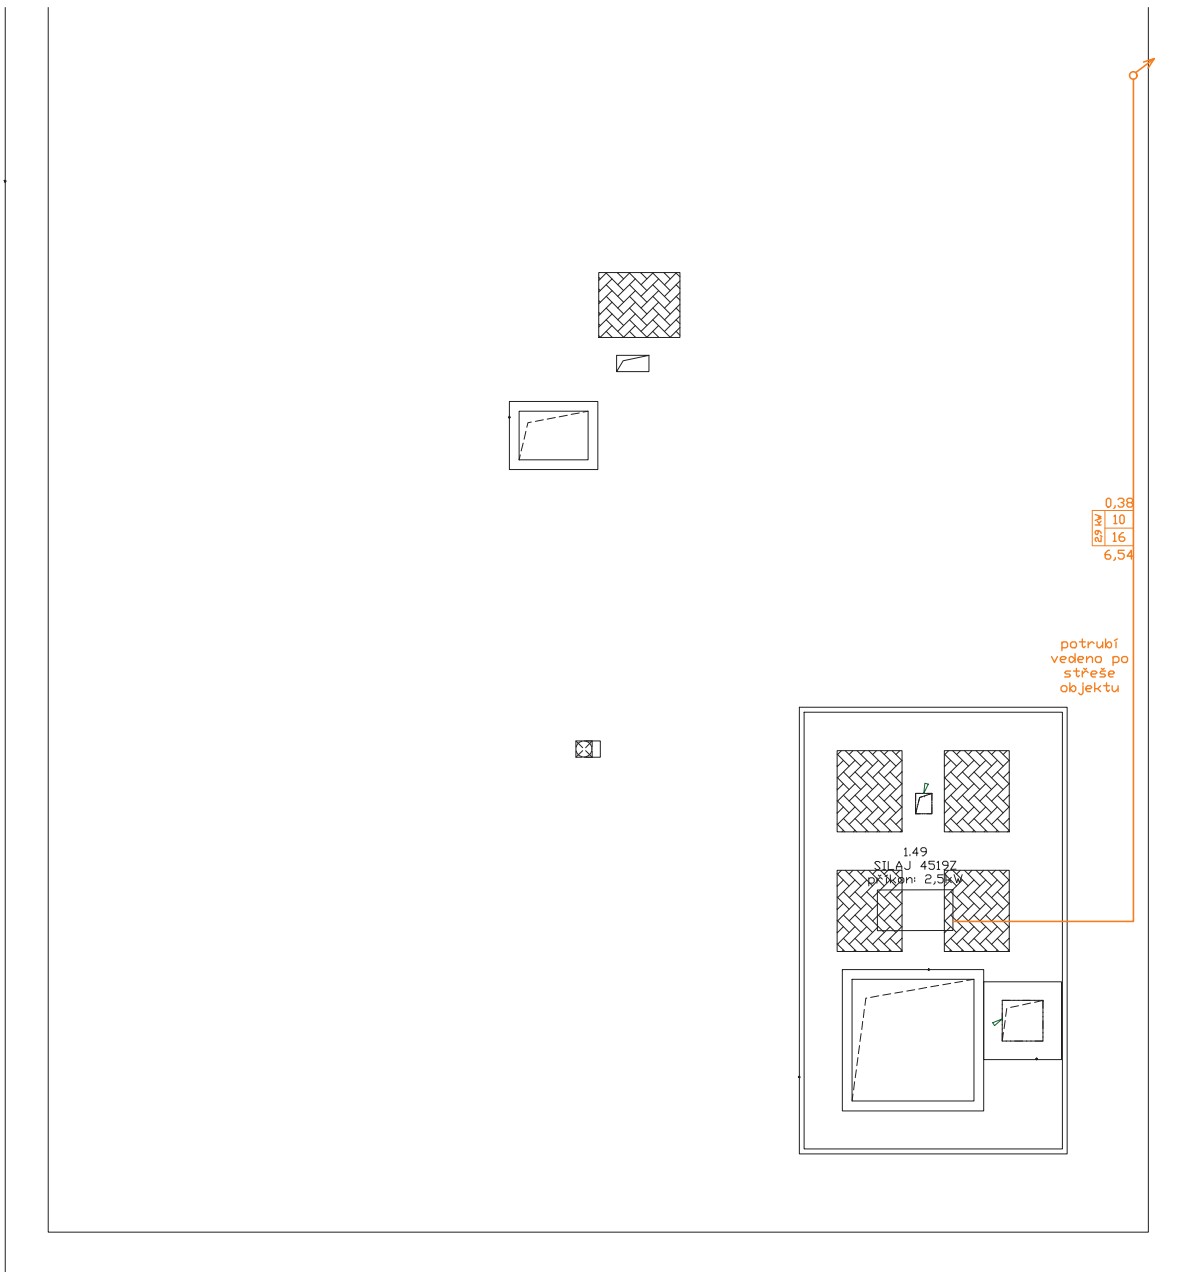 0,38
2,9 kW
10
16
6,54
potrubí
vedeno po
střeše
objektu
1.49
SILAJ 4519Z
příkon: 2,5kW